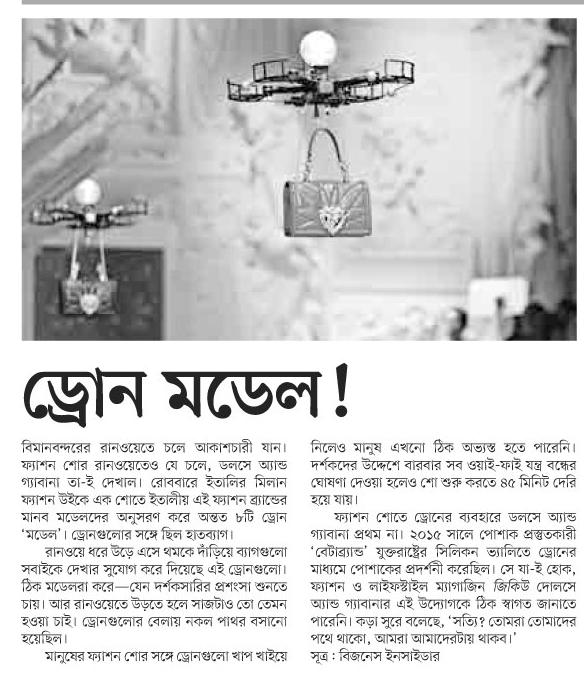 ড্রোন মডেল!
বিমানবন্দরের রানওয়েতে চলে আকাশচারী যান।
ফ্যাশন শোর রানওয়েতেও যে চলে, ডলসে অ্যান্ড
গ্যাবানা তা-ই দেখাল। রোববারে ইতালির মিলান
ফ্যাশন উইকে এক শোতে ইতালীয় এই ফ্যাশন ব্র্যান্ডের
মানব মডেলদের অনুসরণ করে অন্তত ৮টি ড্রোন
‘মডেল’। ড্রোনগুলোর সঙ্গে ছিল হাতব্যাগ।
রানওয়ে ধরে উড়ে এসে থমকে দাঁড়িয়ে ব্যাগগুলো
সবাইকে দেখার সুযোগ করে দিয়েছে এই ড্রোনগুলো।
ঠিক মডেলরা করে—যেন দর্শকসারির প্রশংসা শুনতে
চায়। আর রানওয়েতে উড়তে হলে সাজটাও তো তেমন
হওয়া চাই। ড্রোনগুলোর বেলায় নকল পাথর বসানো
হয়েছিল।
মানুষের ফ্যাশন শোর সঙ্গে ড্রোনগুলো খাপ খাইয়ে
নিলেও মানুষ এখনো ঠিক অভ্যস্ত হতে পারেনি।
দর্শকদের উদ্দেশে বারবার সব ওয়াই-ফাই যন্ত্র বন্ধের
ঘোষণা দেওয়া হলেও শো শুরু করতে ৪৫ মিনিট দেরি
হয়ে যায়।
ফ্যাশন শোতে ড্রোনের ব্যবহারে ডলসে অ্যান্ড
গ্যাবানা প্রথম না। ২০১৫ সালে পোশাক প্রস্তুতকারী
‘বেটাব্র্যান্ড’ যুক্তরাষ্ট্রের সিলিকন ভ্যালিতে ড্রোনের
মাধ্যমে পোশাকের প্রদর্শনী করেছিল। সে যা-ই হোক,
ফ্যাশন ও লাইফস্টাইল ম্যাগাজিন জিকিউ দোলসে
অ্যান্ড গ্যাবানার এই উদ্যোগকে ঠিক স্বাগত জানাতে
পারেনি। কড়া সুরে বলেছে, ‘সত্যি? তোমরা তোমাদের
পথে থাকো, আমরা আমাদেরটায় থাকব।’
সূত্র : বিজনেস ইনসাইডার